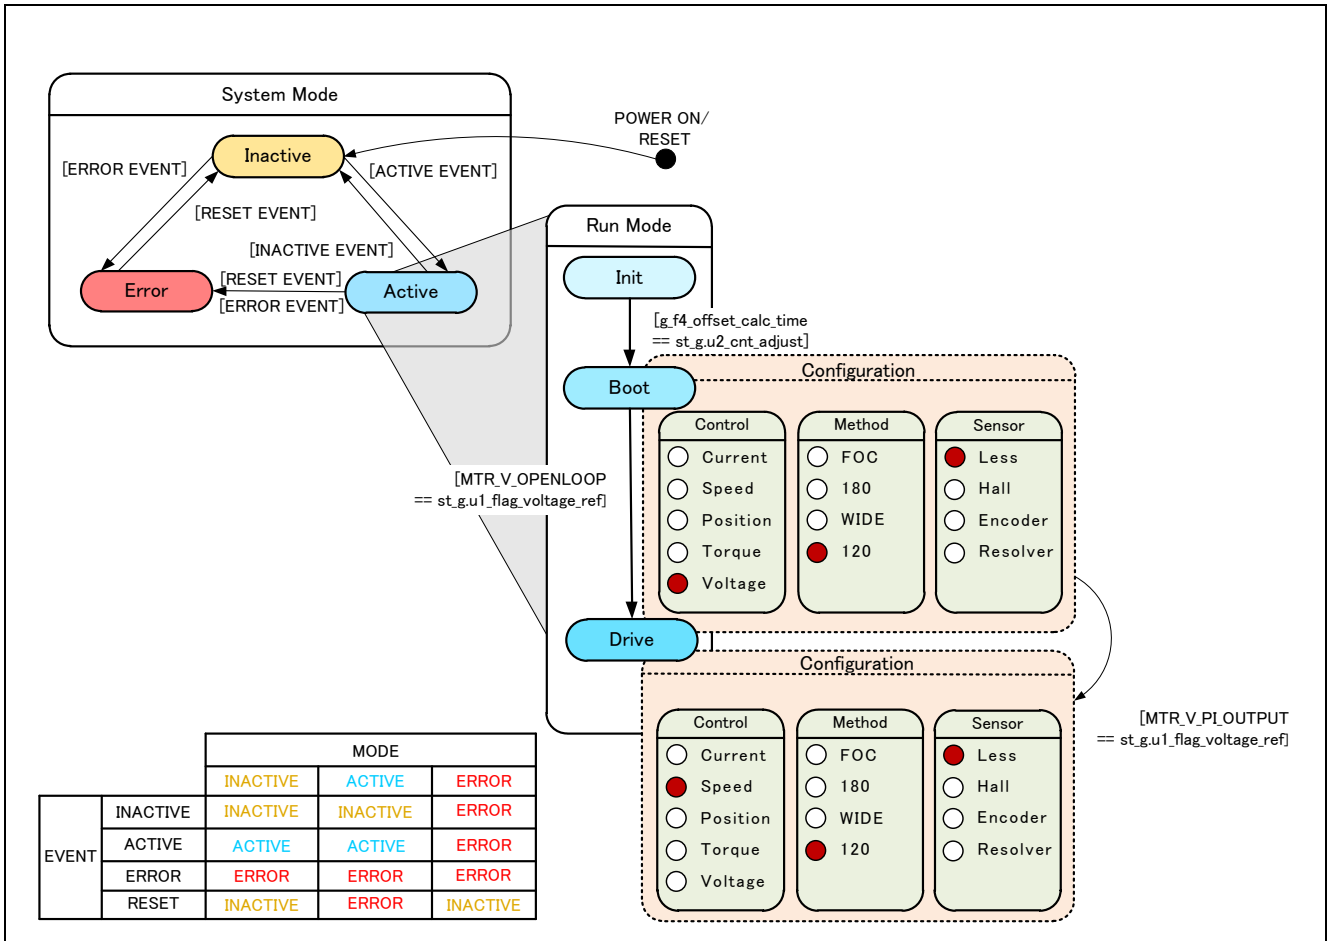 System Mode
POWER ON/
RESET
Inactive
[ERROR EVENT]
[ACTIVE EVENT]
[RESET EVENT]
[INACTIVE EVENT]
[RESET EVENT]
Error
Active
[ERROR EVENT]
Run Mode
Init
[g_f4_offset_calc_time
== st_g.u2_cnt_adjust]
Boot
[MTR_V_OPENLOOP
== st_g.u1_flag_voltage_ref]
Drive
Configuration
Control
Current
Speed
Position
Torque
Voltage
Method
FOC
180
WIDE
120
Sensor
Less
Hall
Encoder
Resolver
[MTR_V_PI_OUTPUT
== st_g.u1_flag_voltage_ref]
Configuration
Control
Current
Speed
Position
Torque
Voltage
Method
FOC
180
WIDE
120
Sensor
Less
Hall
Encoder
Resolver
MODE
INACTIVE ACTIVE ERROR
EVENT
INACTIVE INACTIVE INACTIVE ERROR
ACTIVE ACTIVE ACTIVE ERROR
ERROR ERROR ERROR ERROR
RESET INACTIVE ERROR INACTIVE